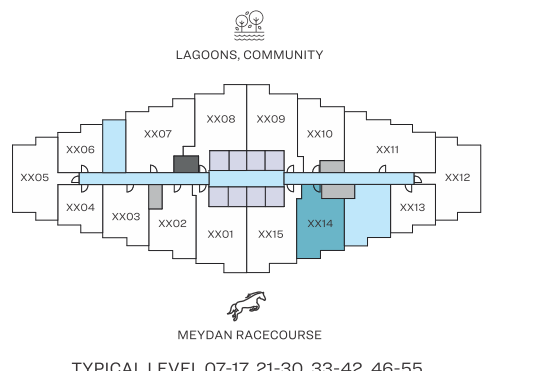 LAGOONS, COMMUNITY
XX08 XX09
XX07 XX10
XX06 XX11
XX05 XX12
XX04 XX03 XX02 XX01 XX15 XX14 XX13
MEYDAN RACECOURSE
TYPICAL LEVEL 07-17, 21-30, 33-42, 46-55